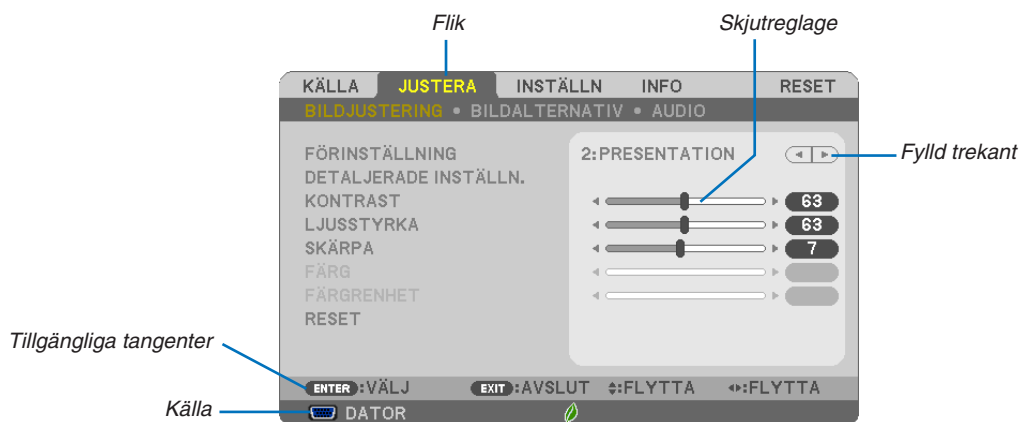 Flik
Skjutreglage
KÄLLA JUSTERA INSTÄLLN INFO RESET
BILDJUSTERING • BILDALTERNATIV • AUDIO
FÖRINSTÄLLNING 2:PRESENTATION
Fylld trekant
DETALJERADE INSTÄLLN.
KONTRAST 63
LJUSSTYRKA 63
SKÄRPA 7
FÄRG
FÄRGRENHET
RESET
Tillgängliga tangenter
ENTER :VÄLJ EXIT :AVSLUT :FLYTTA :FLYTTA
Källa
DATOR